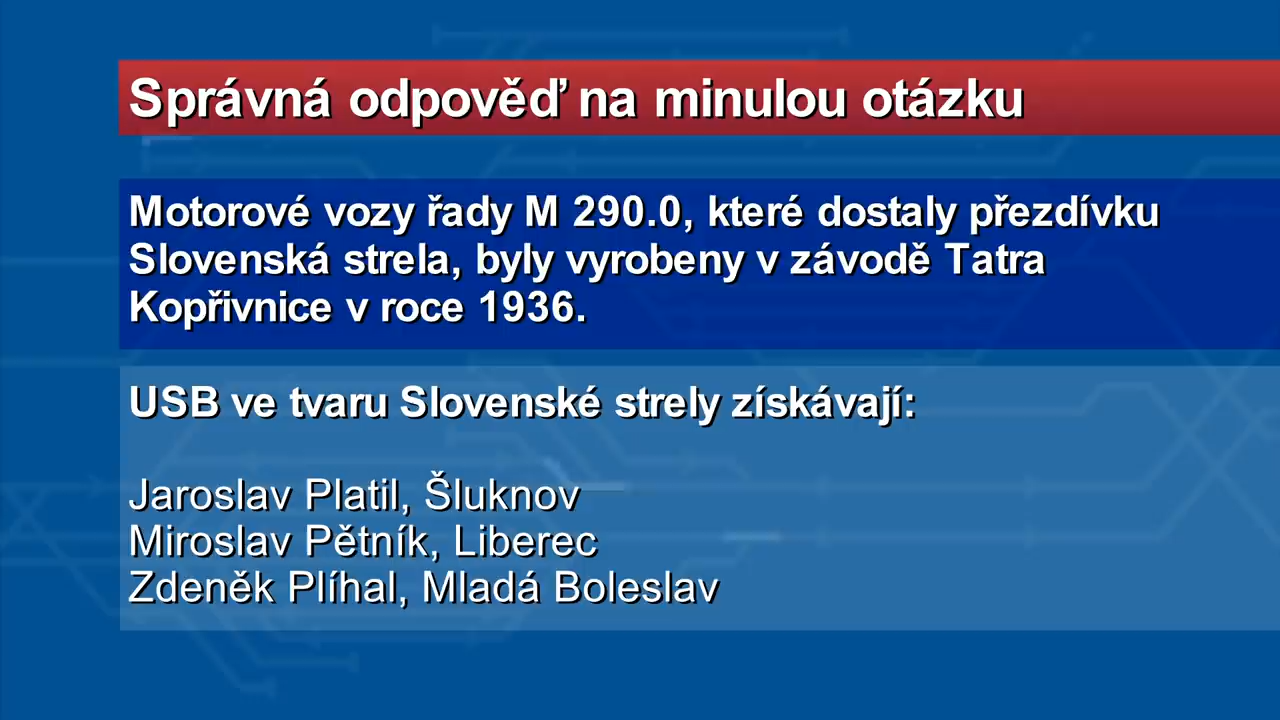 Správná odpověď na minulou otázku
Motorové vozy řady M 290.0, které dostaly přezdívku
Slovenská strela, byly vyrobeny v závodě Tatra
Kopřivnice v roce 1936.
USB ve tvaru Slovenské strely získávají:
Jaroslav Platil, Šluknov
Miroslav Pětník, Liberec
Zdeněk Plíhal, Mladá Boleslav